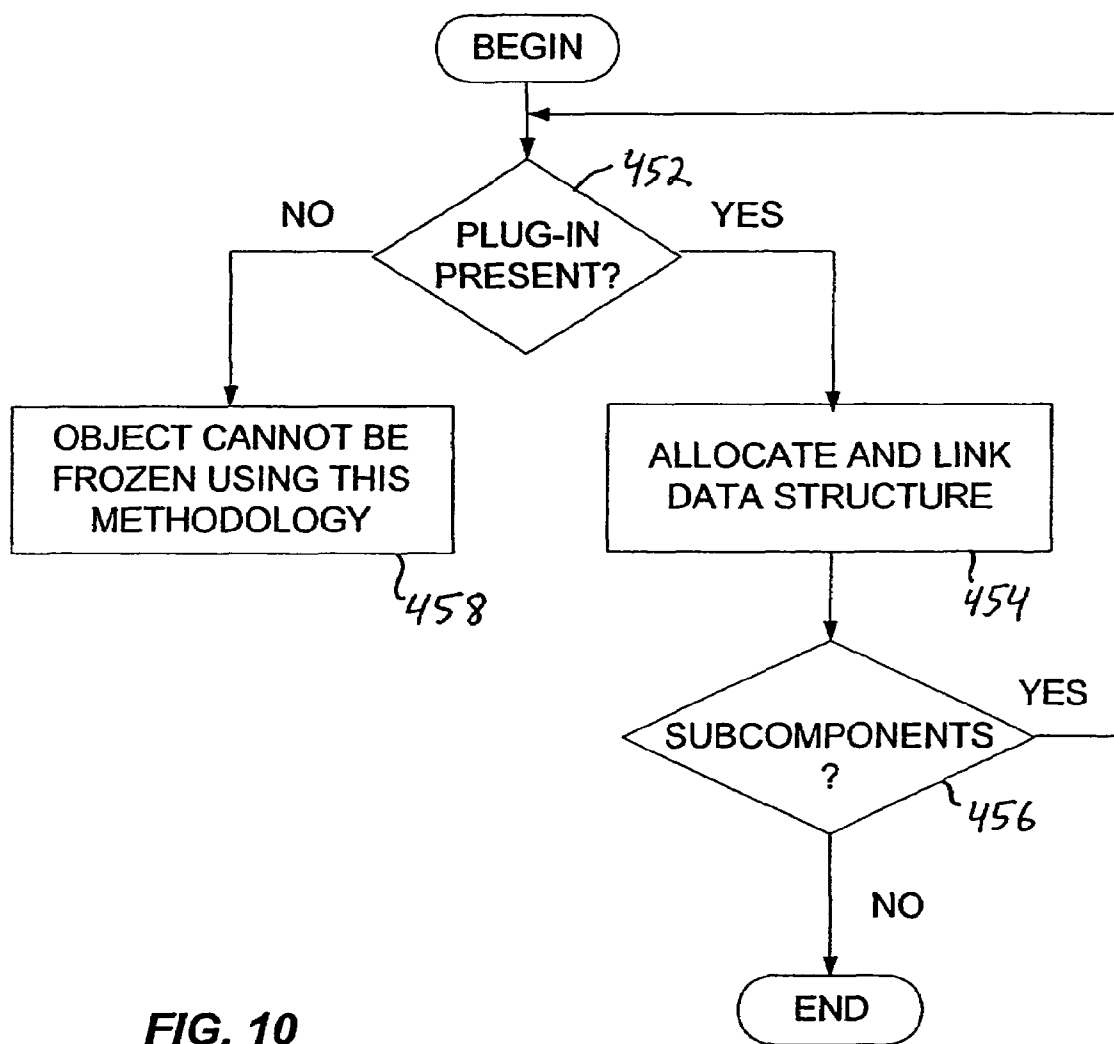 BEGIN
452
NO
YES
PLUG-IN
PRESENT?
OBJECT CANNOT BE
FROZEN USING THIS
METHODOLOGY
458
ALLOCATE AND LINK
DATA STRUCTURE
454
YES
SUBCOMPONENTS
?
456
NO
END
FIG. 10